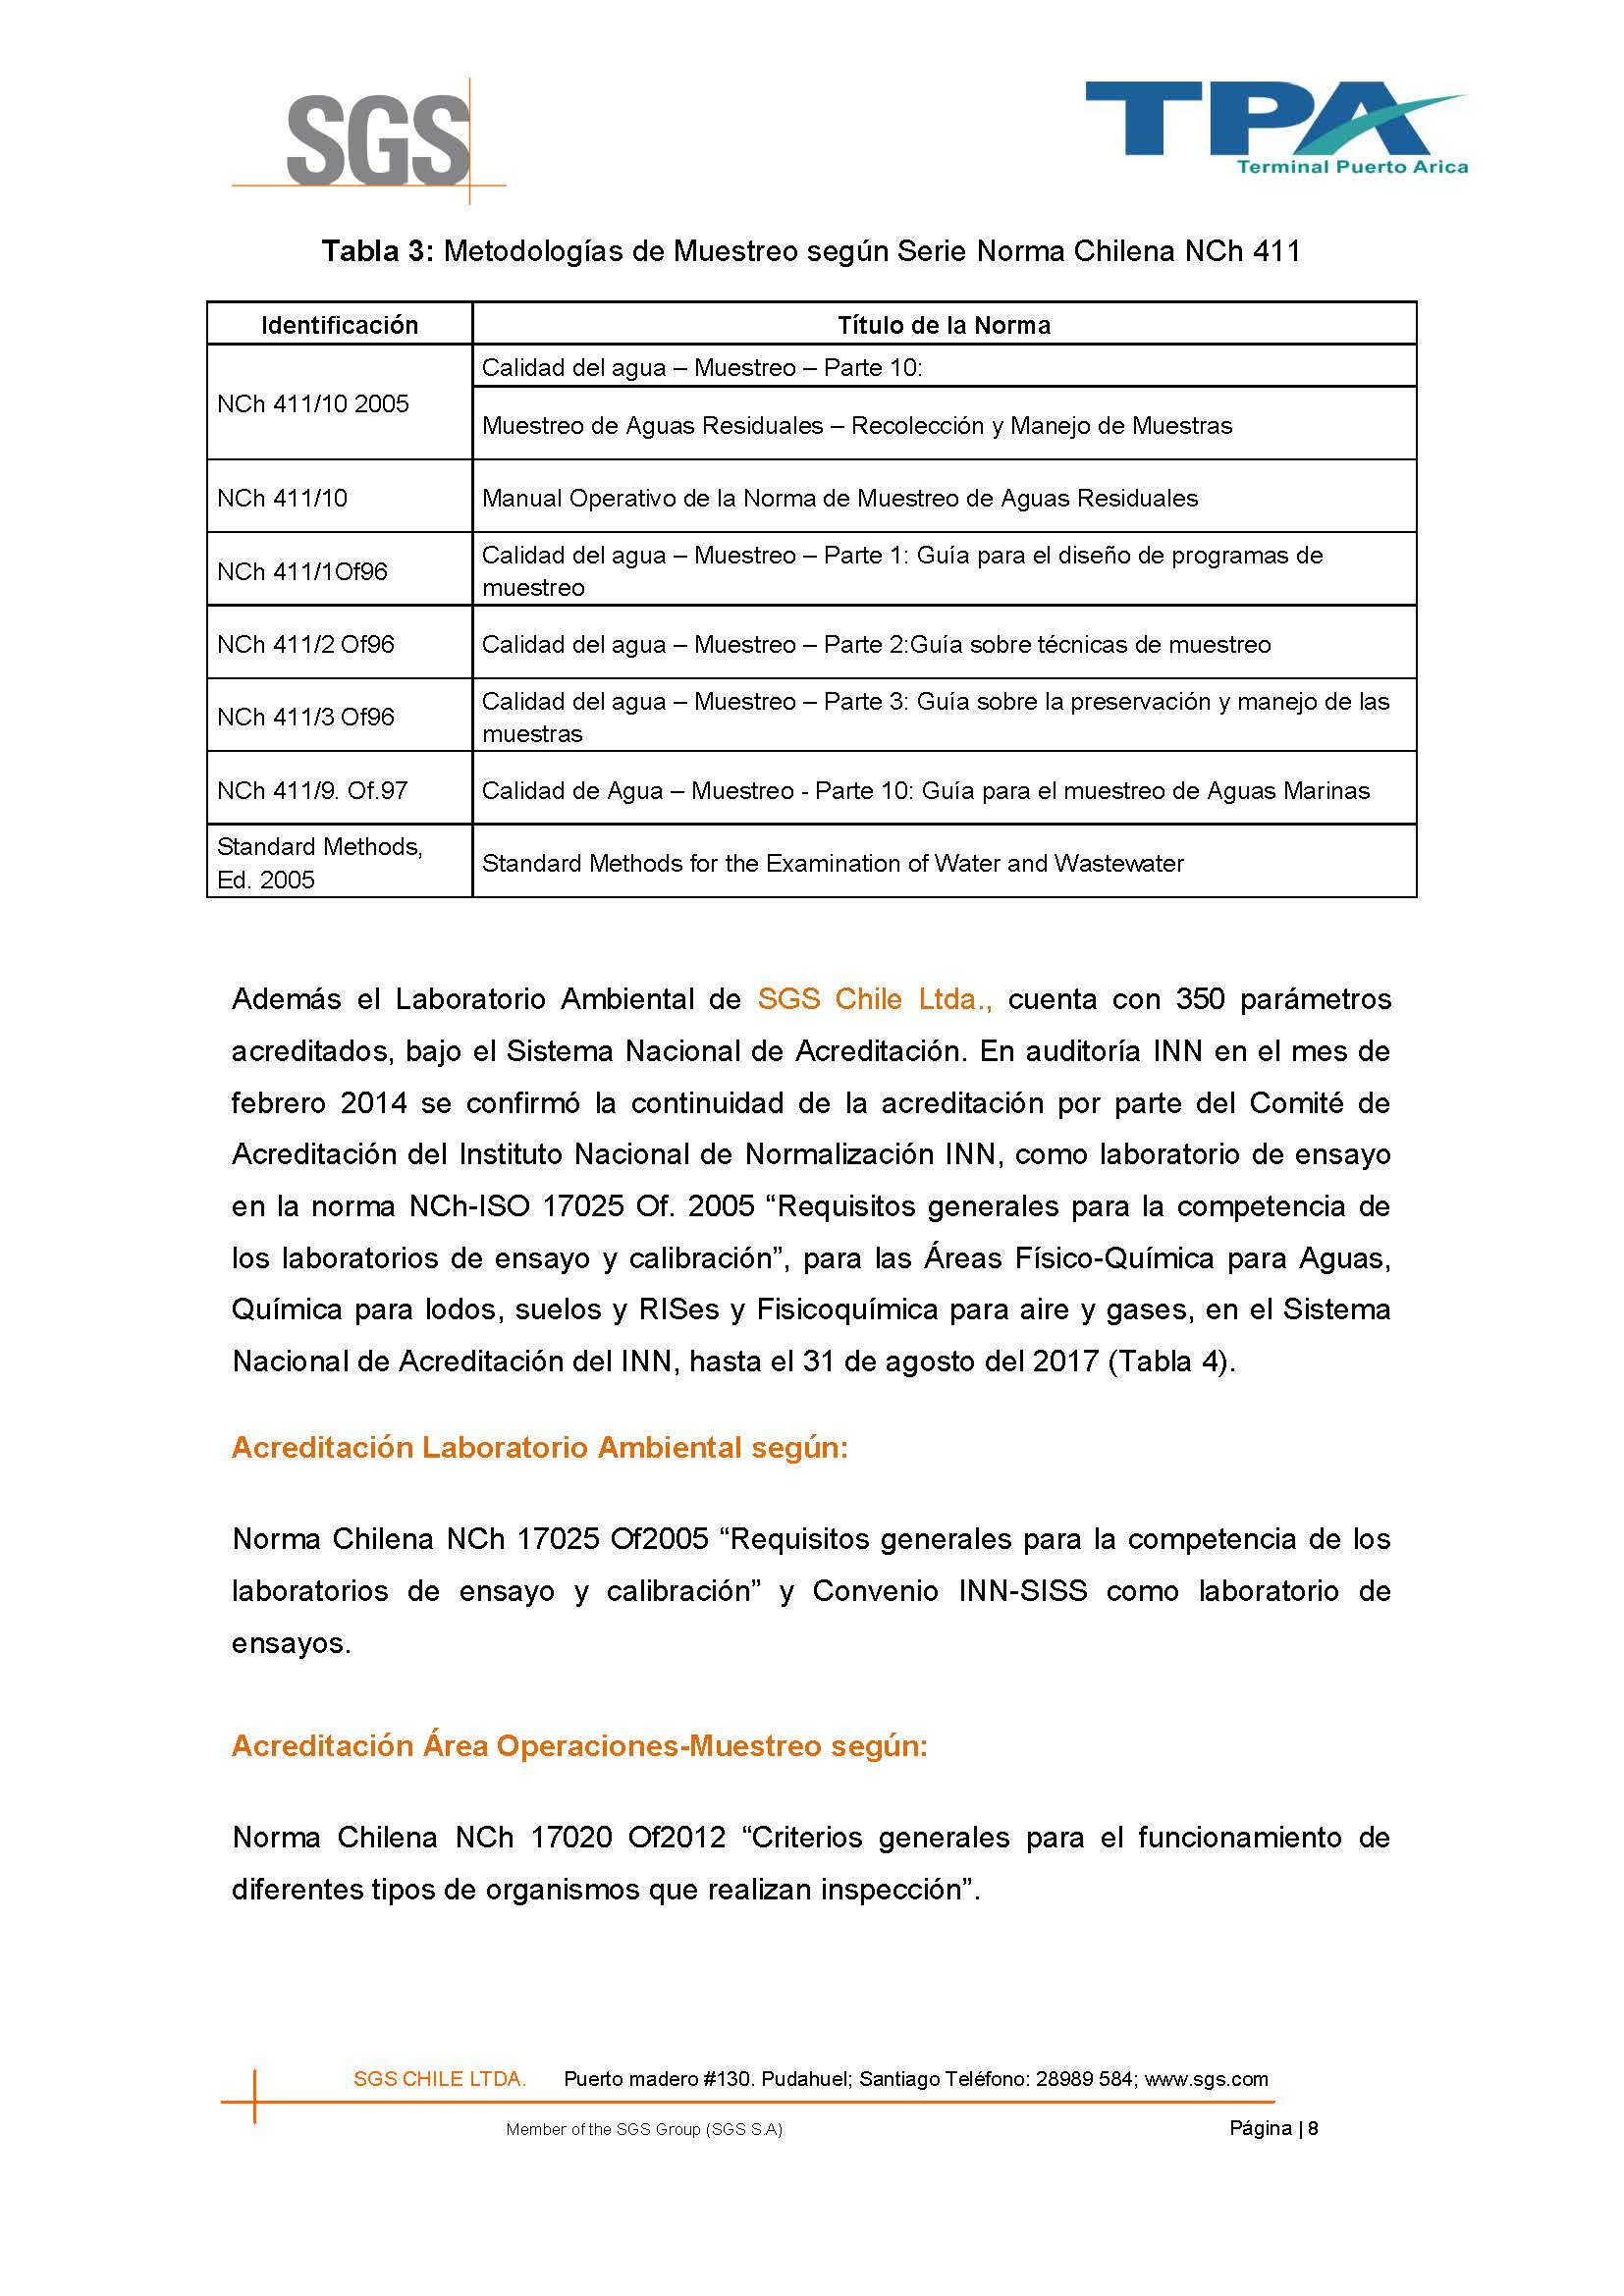 SGS
TPA
Terminal Puerto Arica
Tabla 3: Metodologías de Muestreo según Serie Norma Chilena NCh 411
Identificación
Título de la Norma
NCh 411/10 2005
Calidad del agua – Muestreo – Parte 10:
Muestreo de Aguas Residuales – Recolección y Manejo de Muestras
NCh 411/10
Manual Operativo de la Norma de Muestreo de Aguas Residuales
NCh 411/1Of96
Calidad del agua – Muestreo – Parte 1: Guía para el diseño de programas de
muestreo
NCh 411/2 Of96
Calidad del agua – Muestreo – Parte 2:Guía sobre técnicas de muestreo
NCh 411/3 Of96
Calidad del agua – Muestreo – Parte 3: Guía sobre la preservación y manejo de las
muestras
NCh 411/9. Of.97
Calidad de Agua – Muestreo - Parte 10: Guía para el muestreo de Aguas Marinas
Standard Methods,
Ed. 2005
Standard Methods for the Examination of Water and Wastewater
Además el Laboratorio Ambiental de SGS Chile Ltda., cuenta con 350 parámetros
acreditados, bajo el Sistema Nacional de Acreditación. En auditoría INN en el mes de
febrero 2014 se confirmó la continuidad de la acreditación por parte del Comité de
Acreditación del Instituto Nacional de Normalización INN, como laboratorio de ensayo
en la norma NCh-ISO 17025 Of. 2005 “Requisitos generales para la competencia de
los laboratorios de ensayo y calibración”, para las Áreas Físico-Química para Aguas,
Química para lodos, suelos y RISes y Fisicoquímica para aire y gases, en el Sistema
Nacional de Acreditación del INN, hasta el 31 de agosto del 2017 (Tabla 4).
Acreditación Laboratorio Ambiental según:
Norma Chilena NCh 17025 Of2005 “Requisitos generales para la competencia de los
laboratorios de ensayo y calibración” y Convenio INN-SISS como laboratorio de
ensayos.
Acreditación Área Operaciones-Muestreo según:
Norma Chilena NCh 17020 Of2012 “Criterios generales para el funcionamiento de
diferentes tipos de organismos que realizan inspección”.
SGS CHILE LTDA. Puerto madero #130. Pudahuel; Santiago Teléfono: 28989 584; www.sgs.com
Member of the SGS Group (SGS S.A) Página | 8